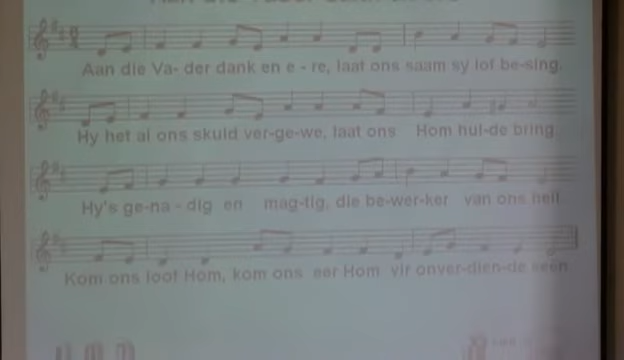 Aan die Va- der dank en e - re, laat ons saam sy lof be-sing.
Hy het al ons skuld ver-ge-we, laat ons Hom hul-de bring
Hy's ge-na - dig en mag-tig, die be-wer-ker van ons heil
Kom ons loof Hom, kom ons eer Hom vir onver-dien-de seën